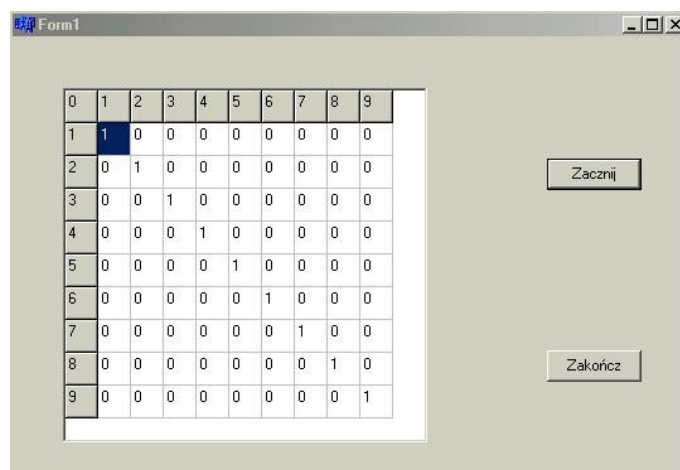 Form1
0 1 2 3 4 5 6 7 8 9
1 1 0 0 0 0 0 0 0 0
2 0 1 0 0 0 0 0 0 0
Zacznij
3 0 0 1 0 0 0 0 0 0
4 0 0 0 1 0 0 0 0 0
5 0 0 0 0 1 0 0 0 0
6 0 0 0 0 0 1 0 0 0
7 0 0 0 0 0 0 1 0 0
8 0 0 0 0 0 0 0 1 0
Zakończ
9 0 0 0 0 0 0 0 0 1